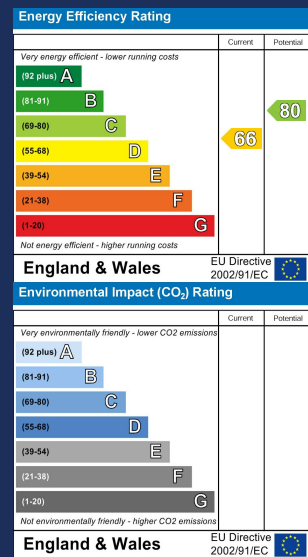 Energy Efficiency Rating
Current Potential
Very energy efficient - lower running costs
(92 plus) A
(81-91) B
(69-80) C
(55-68) D
(39-54) E
(21-38) F
(1-20) G
66
80
Not energy efficient - higher running costs
England & Wales
EU Directive
2002/91/EC
Environmental Impact (CO₂) Rating
Current Potential
Very environmentally friendly - lower CO2 emissions
(92 plus) A
(81-91) B
(69-80) C
(55-68) D
(39-54) E
(21-38) F
(1-20) G
Not environmentally friendly - higher CO2 emissions
England & Wales
EU Directive
2002/91/EC